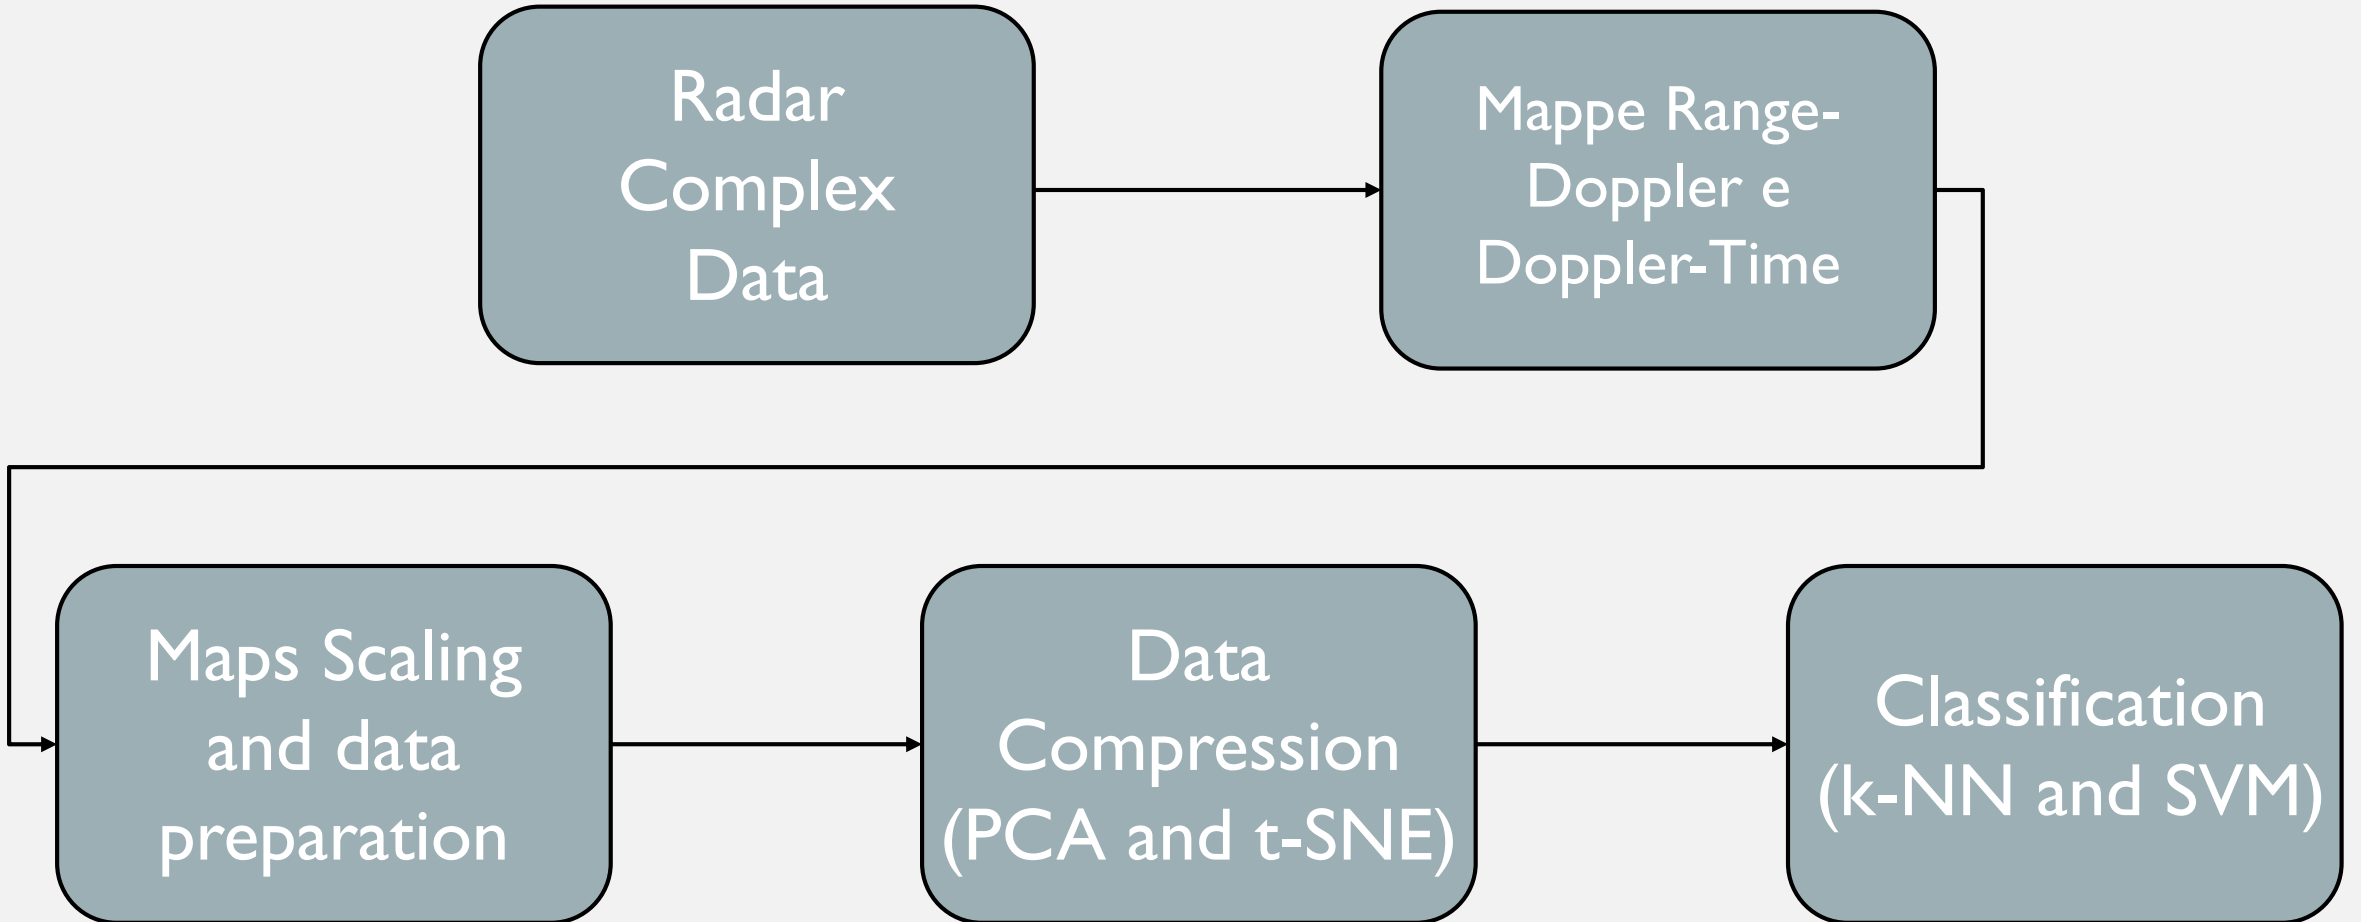 Radar
Complex
Data
Mappe Range-
Doppler e
Doppler-Time
Maps Scaling
and data
preparation
Data
Compression
(PCA and t-SNE)
Classification
(k-NN and SVM)